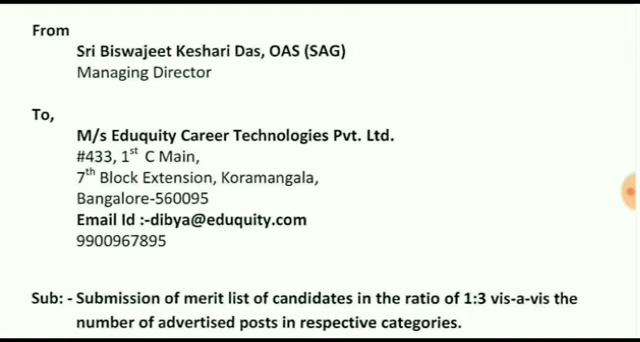 From
Sri Biswajeet Keshari Das, OAS (SAG)
Managing Director
To,
M/s Eduquity Career Technologies Pvt. Ltd.
#433, 1st C Main,
7th Block Extension, Koramangala,
Bangalore-560095
Email Id :-dibya@eduquity.com
9900967895
Sub: - Submission of merit list of candidates in the ratio of 1:3 vis-a-vis the
number of advertised posts in respective categories.